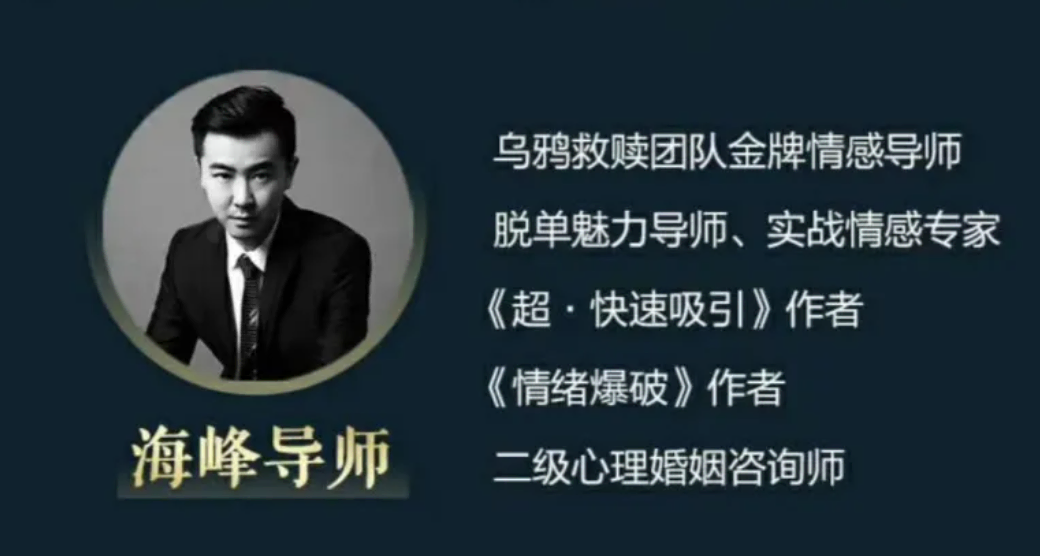 乌鸦救赎团队金牌情感导师
脱单魅力导师、实战情感专家
《超·快速吸引》作者
《情绪爆破》作者
二级心理婚姻咨询师
海峰导师